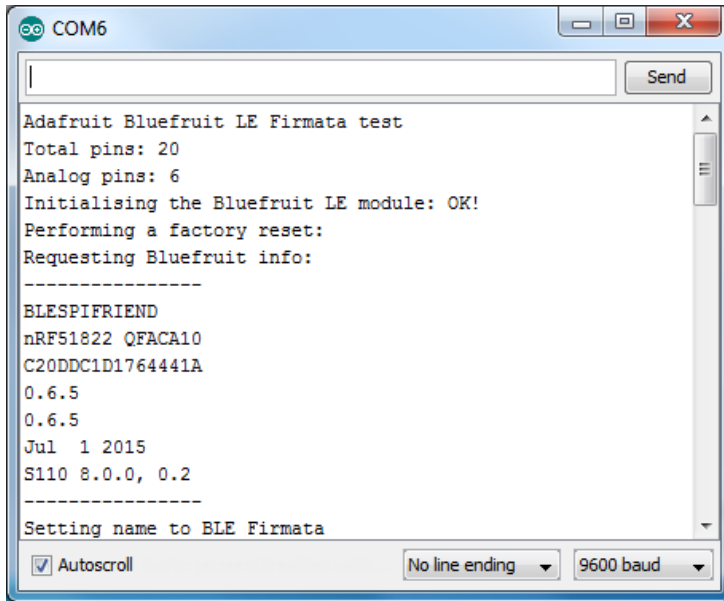 COM6
Send
Adafruit Bluefruit LE Firmata test
Total pins: 20
Analog pins: 6
Initialising the Bluefruit LE module: OK!
Performing a factory reset:
Requesting Bluefruit info:
----------------
BLESPIFRIEND
nRF51822 QFACA10
C20DDC1D1764441A
0.6.5
0.6.5
Jul  1 2015
S110 8.0.0, 0.2
----------------
Setting name to BLE Firmata
Autoscroll No line ending 9600 baud